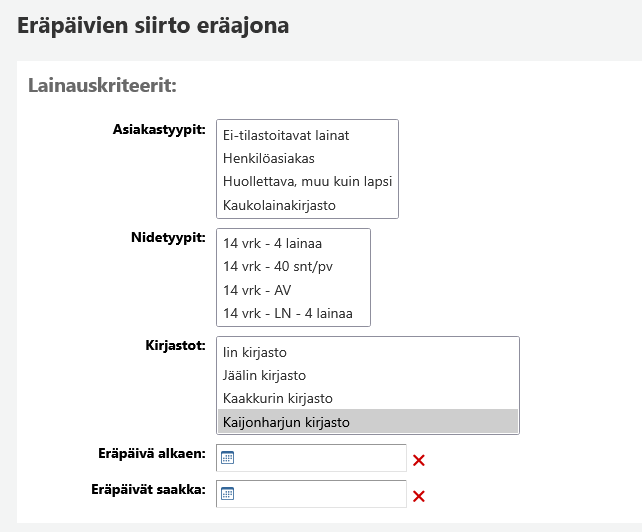 Eräpäivien siirto eräajona
Lainauskriteerit:
Asiakastyypit:
Ei-tilastoitavat lainat
Henkilöasiakas
Huollettava, muu kuin lapsi
Kaukolainakirjasto
Nidetyypit:
14 vrk - 4 lainaa
14 vrk - 40 snt/pv
14 vrk - AV
14 vrk - LN - 4 lainaa
Kirjastot:
Iin kirjasto
Jäälin kirjasto
Kaakkurin kirjasto
Kaijonharjun kirjasto
Eräpäivä alkaen:
Eräpäivät saakka: